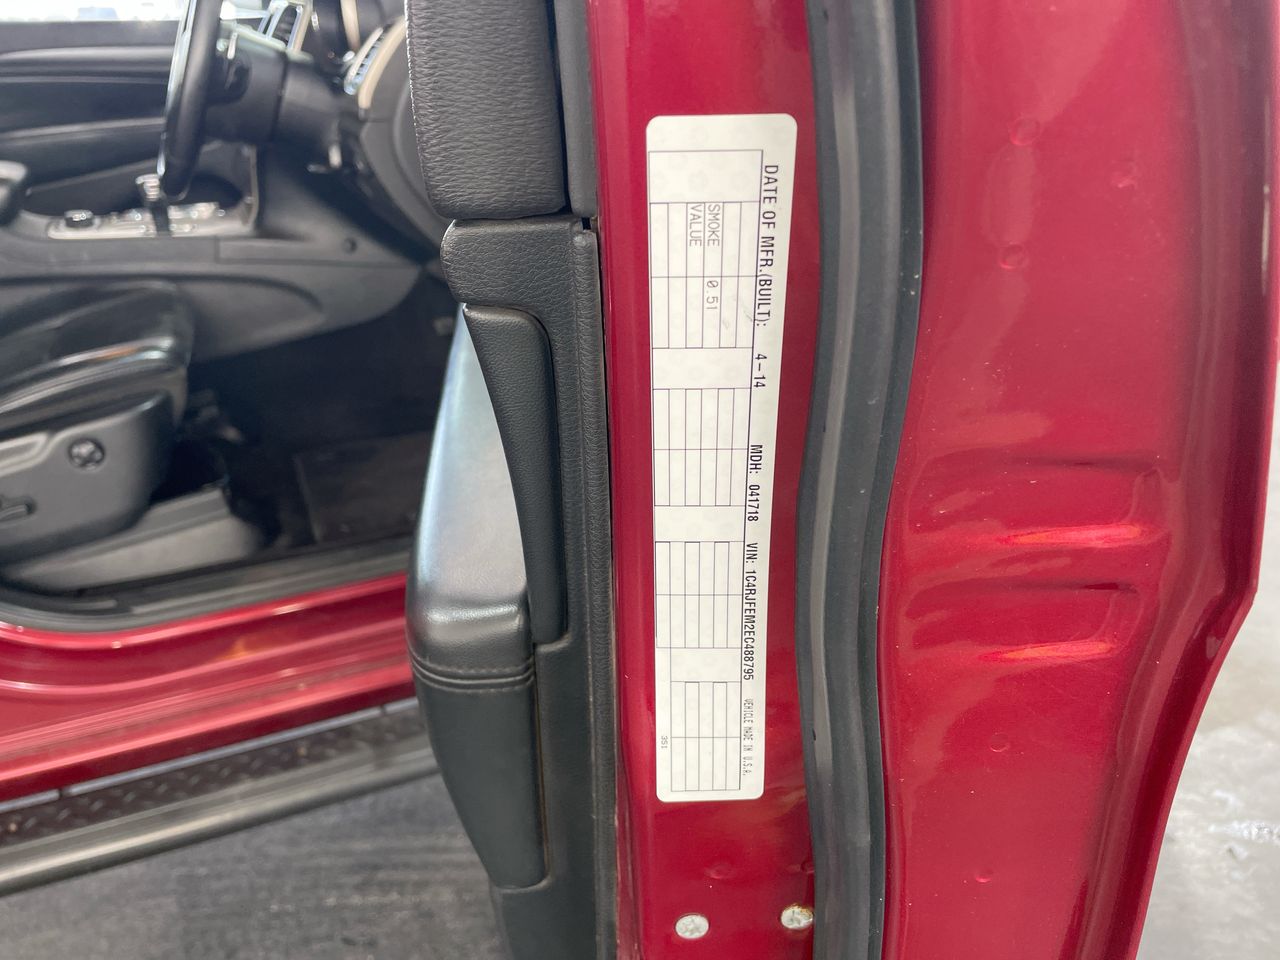 DATE OF MFR.(BUILT): 4-14 MDH: 041718 VIN: 1C4RJFEM2EC488795 VEHICLE MADE IN U.S.A.
SMOKE 0.51
VALUE
351